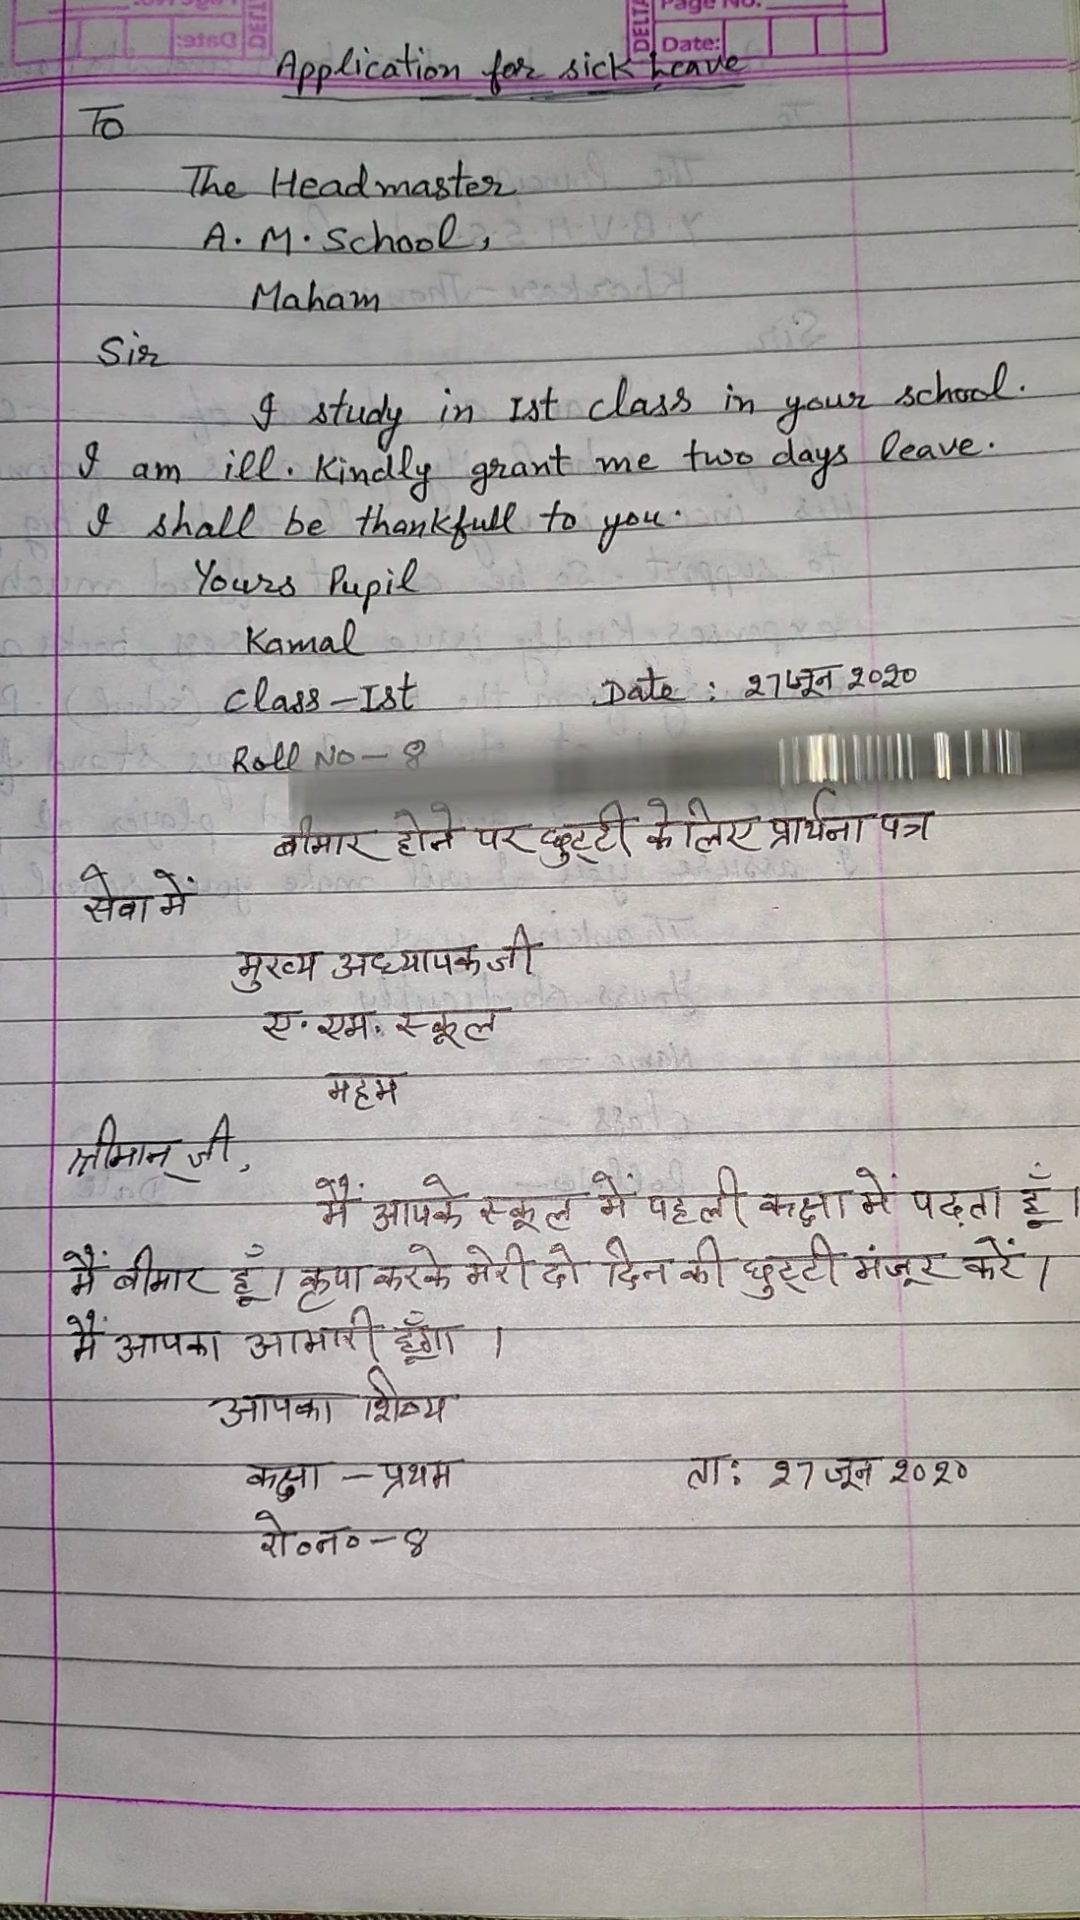 DELTA Page No.
Date:
Application for sick Leave
To
The Headmaster
A. M. School,
Maham
Sir
I study in Ist class in your school.
I am ill. Kindly grant me two days leave.
I shall be thankfull to you.
Yours Pupil
Kamal
Class – Ist Date : 27 जून 2020
Roll No – 8
बीमार होने पर छुट्टी के लिए प्रार्थना पत्र
सेवा में
मुख्य अध्यापक जी
ए. एम. स्कूल
महम
श्रीमान् जी,
मैं आपके स्कूल में पहली कक्षा में पढ़ता हूँ।
मैं बीमार हूँ। कृपा करके मेरी दो दिन की छुट्टी मंजूर करें।
मैं आपका आभारी हूँगा ।
आपका शिष्य
कक्षा – प्रथम ता: 27 जून 2020
रो०न० – 8